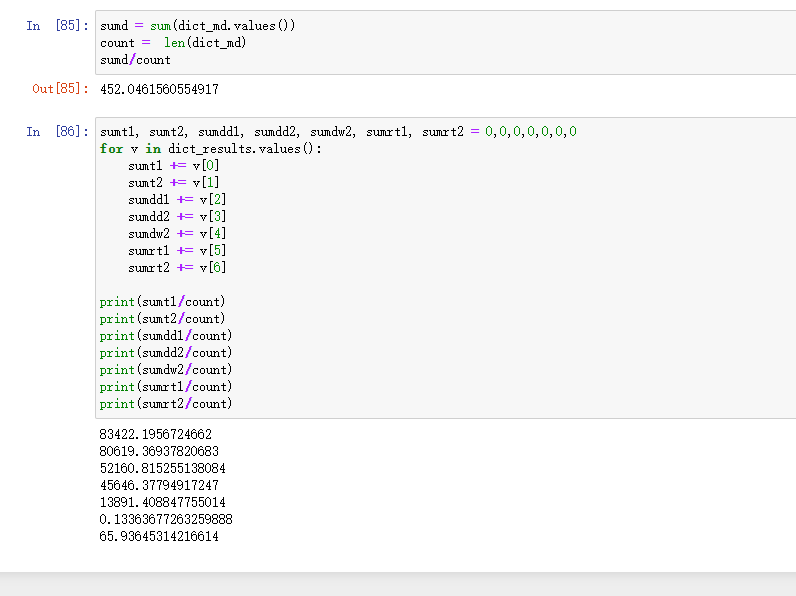 In [85]: sumd = sum(dict_md.values())
count =  len(dict_md)
sumd/count
Out[85]: 452.0461560554917
In [86]: sumt1, sumt2, sumdd1, sumdd2, sumdw2, sumrt1, sumrt2 = 0,0,0,0,0,0,0
for v in dict_results.values():
    sumt1 += v[0]
    sumt2 += v[1]
    sumdd1 += v[2]
    sumdd2 += v[3]
    sumdw2 += v[4]
    sumrt1 += v[5]
    sumrt2 += v[6]
print(sumt1/count)
print(sumt2/count)
print(sumdd1/count)
print(sumdd2/count)
print(sumdw2/count)
print(sumrt1/count)
print(sumrt2/count)
83422.1956724662
80619.36937820683
52160.815255138084
45646.37794917247
13891.408847755014
0.13363677263259888
65.93645314216614